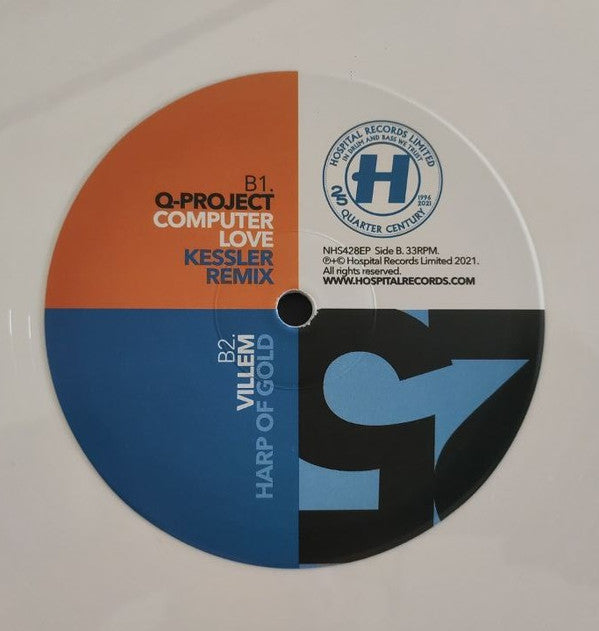 B1.
Q-PROJECT
COMPUTER
LOVE
KESSLER
REMIX
HOSPITAL RECORDS LIMITED
IN DRUM AND BASS WE TRUST
H
25
1996
2021
QUARTER CENTURY
NHS428EP Side B. 33RPM.
℗+© Hospital Records Limited 2021.
All rights reserved.
WWW.HOSPITALRECORDS.COM
B2.
VILLEM
HARP OF GOLD